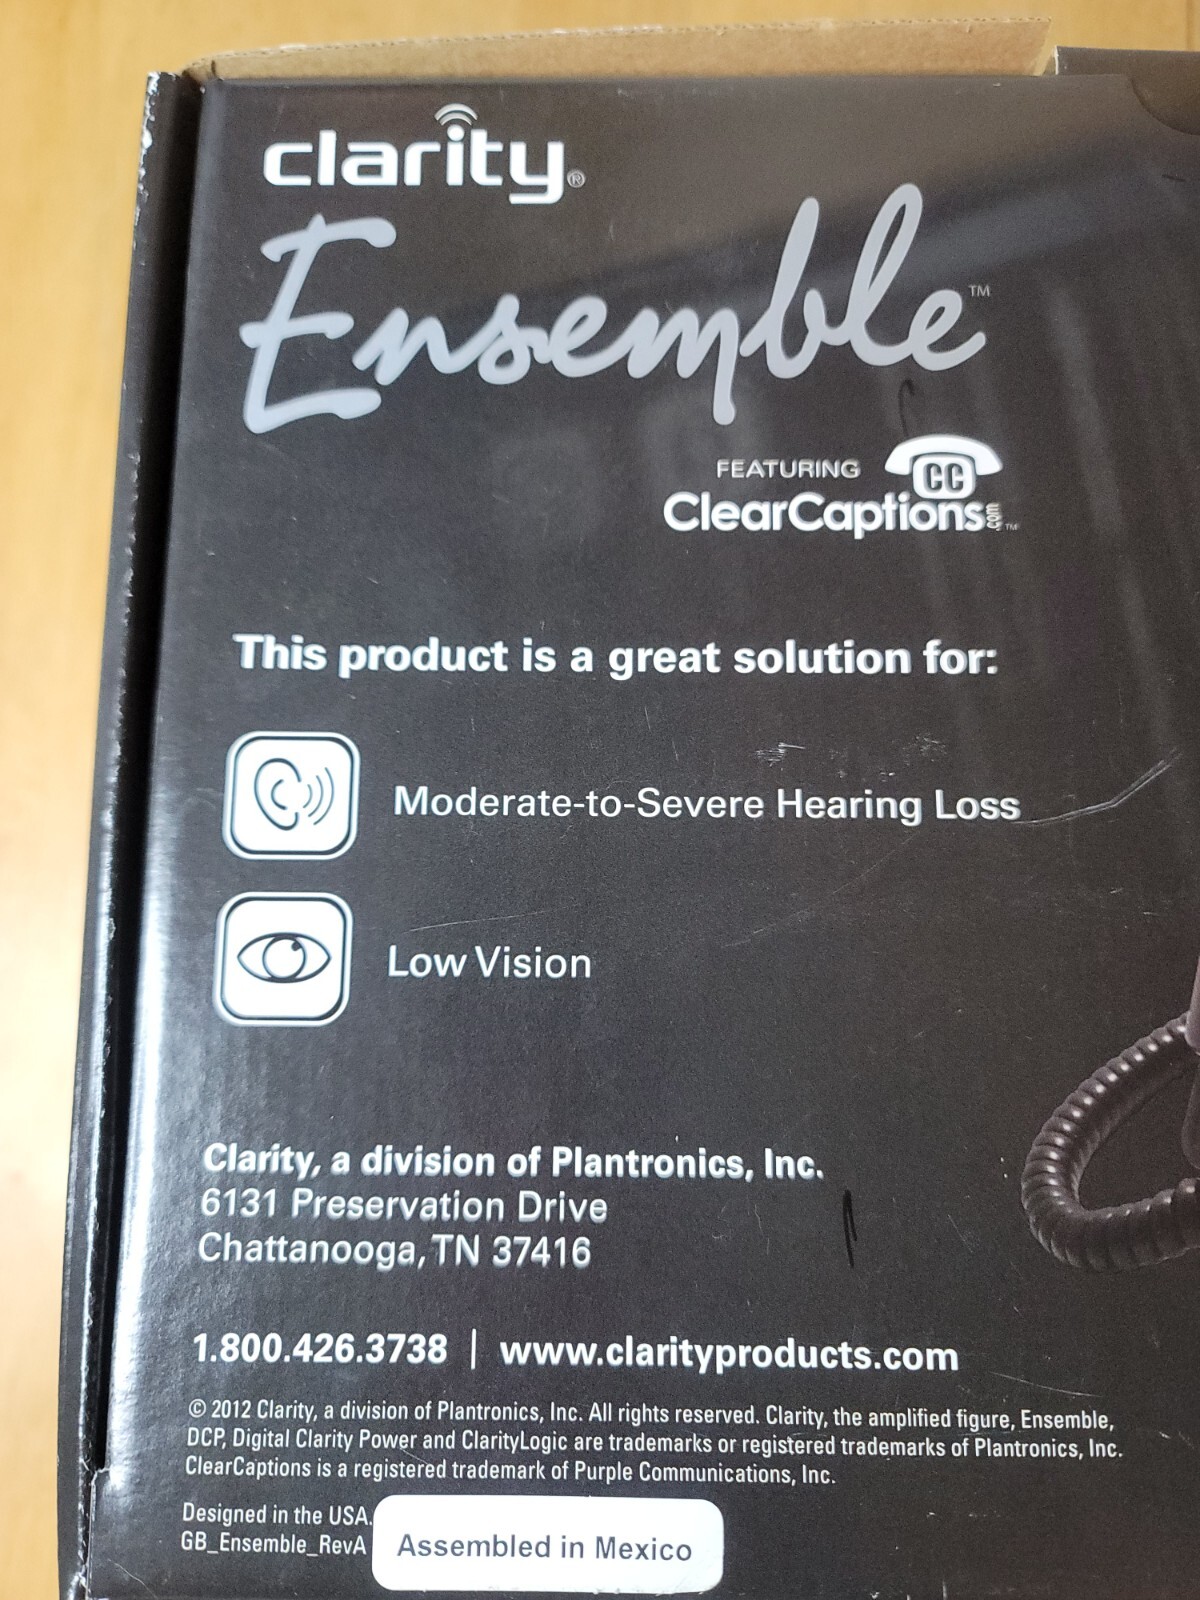 clarity®
Ensemble™
FEATURING
CC
ClearCaptions.com™
This product is a great solution for:
Moderate-to-Severe Hearing Loss
Low Vision
Clarity, a division of Plantronics, Inc.
6131 Preservation Drive
Chattanooga, TN 37416
1.800.426.3738 | www.clarityproducts.com
© 2012 Clarity, a division of Plantronics, Inc. All rights reserved. Clarity, the amplified figure, Ensemble,
DCP, Digital Clarity Power and ClarityLogic are trademarks or registered trademarks of Plantronics, Inc.
ClearCaptions is a registered trademark of Purple Communications, Inc.
Designed in the USA.
GB_Ensemble_RevA
Assembled in Mexico